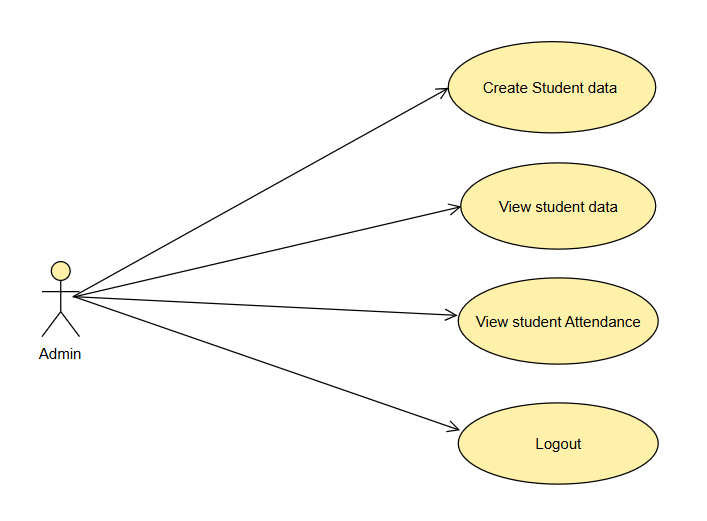 Create Student data
View student data
View student Attendance
Admin
Logout